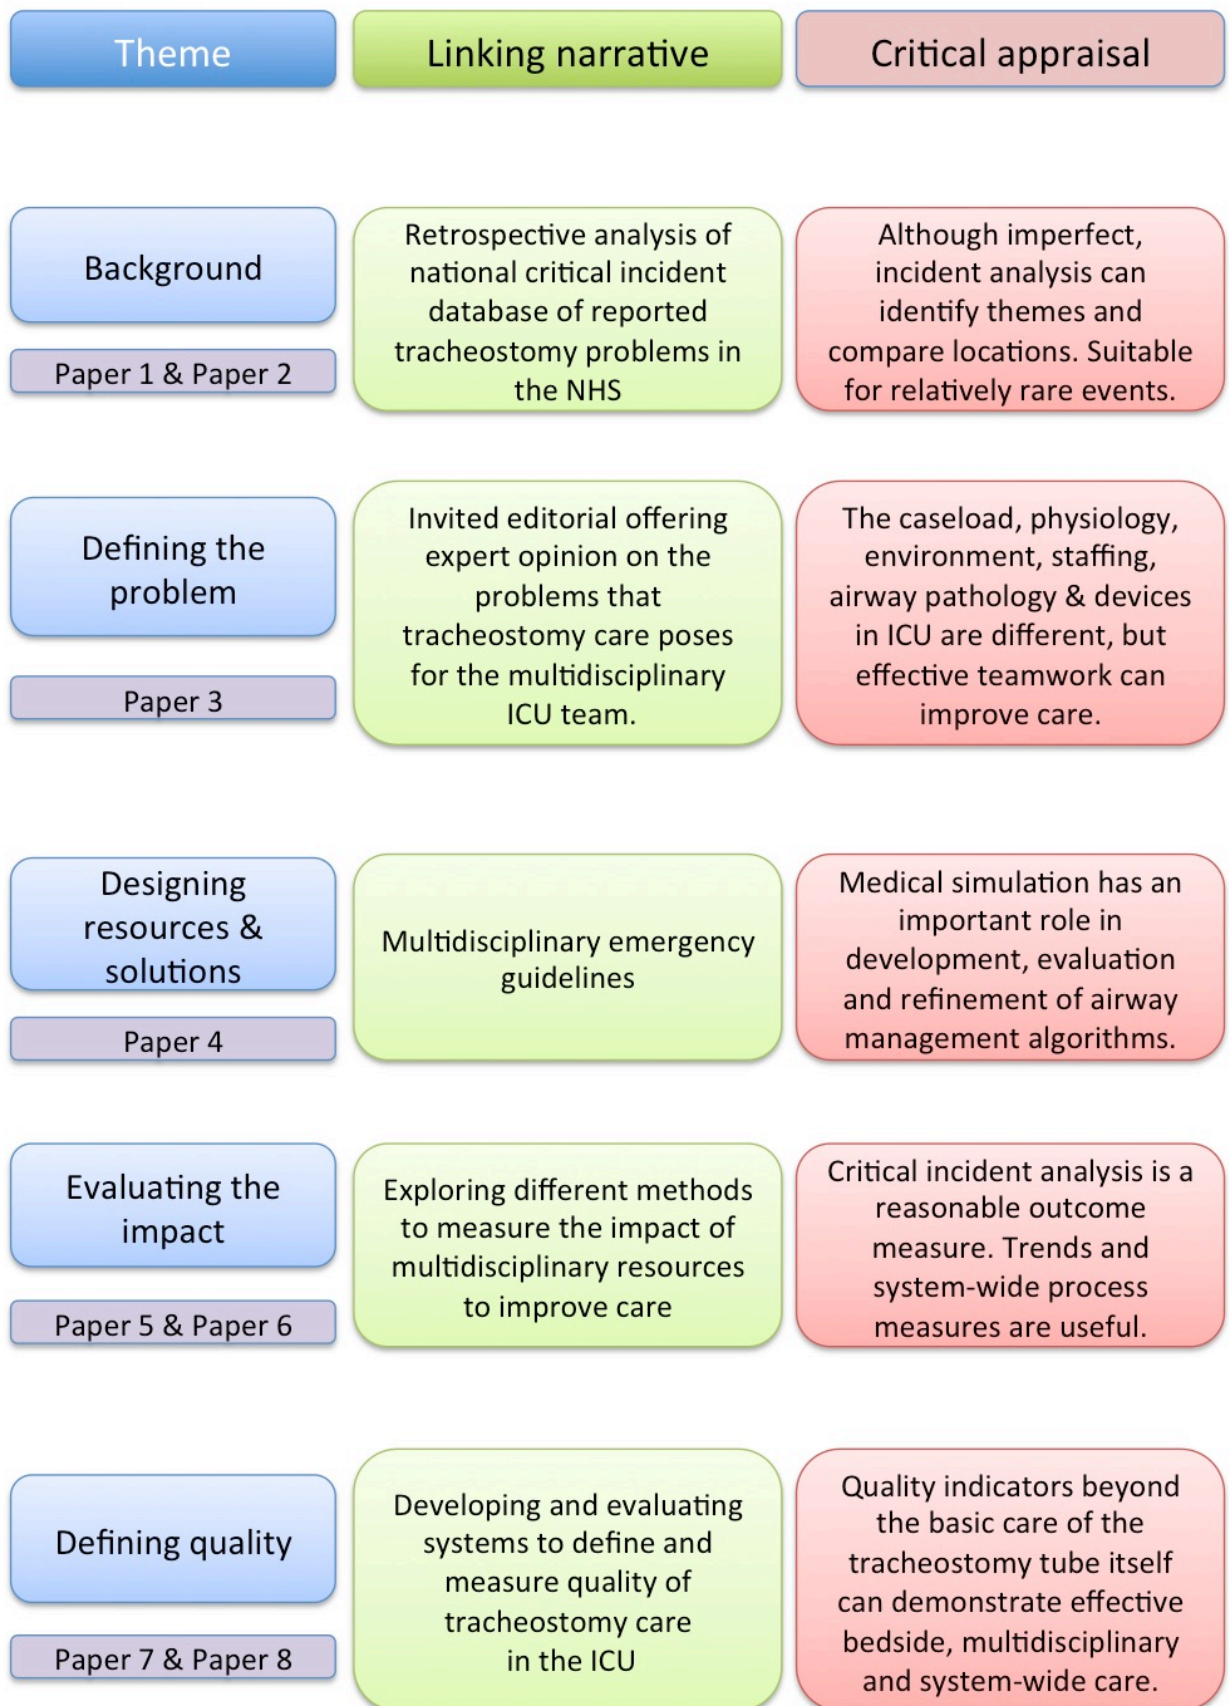 Theme
Linking narrative
Critical appraisal
Background
Paper 1 & Paper 2
Retrospective analysis of
national critical incident
database of reported
tracheostomy problems in
the NHS
Although imperfect,
incident analysis can
identify themes and
compare locations. Suitable
for relatively rare events.
Defining the
problem
Paper 3
Invited editorial offering
expert opinion on the
problems that
tracheostomy care poses
for the multidisciplinary
ICU team.
The caseload, physiology,
environment, staffing,
airway pathology & devices
in ICU are different, but
effective teamwork can
improve care.
Designing
resources &
solutions
Paper 4
Multidisciplinary emergency
guidelines
Medical simulation has an
important role in
development, evaluation
and refinement of airway
management algorithms.
Evaluating the
impact
Paper 5 & Paper 6
Exploring different methods
to measure the impact of
multidisciplinary resources
to improve care
Critical incident analysis is a
reasonable outcome
measure. Trends and
system-wide process
measures are useful.
Defining quality
Paper 7 & Paper 8
Developing and evaluating
systems to define and
measure quality of
tracheostomy care
in the ICU
Quality indicators beyond
the basic care of the
tracheostomy tube itself
can demonstrate effective
bedside, multidisciplinary
and system-wide care.